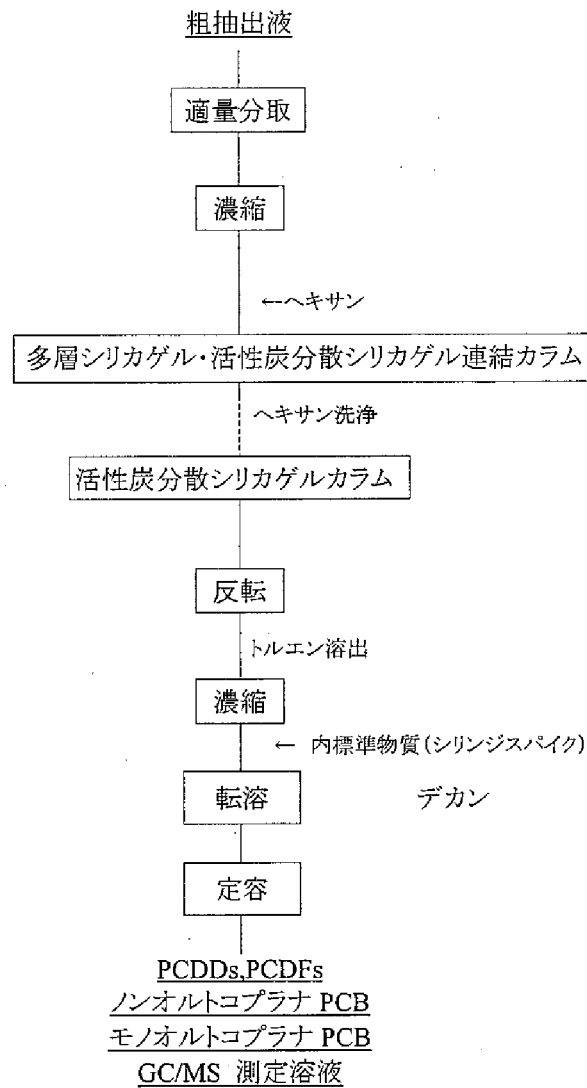 粗抽出液
適量分取
濃縮
←ヘキサン
多層シリカゲル・活性炭分散シリカゲル連結カラム
ヘキサン洗浄
活性炭分散シリカゲルカラム
反転
トルエン溶出
濃縮
← 内標準物質(シリンジスパイク)
転溶 デカン
定容
PCDDs,PCDFs
ノンオルトコプラナ PCB
モノオルトコプラナ PCB
GC/MS 測定溶液